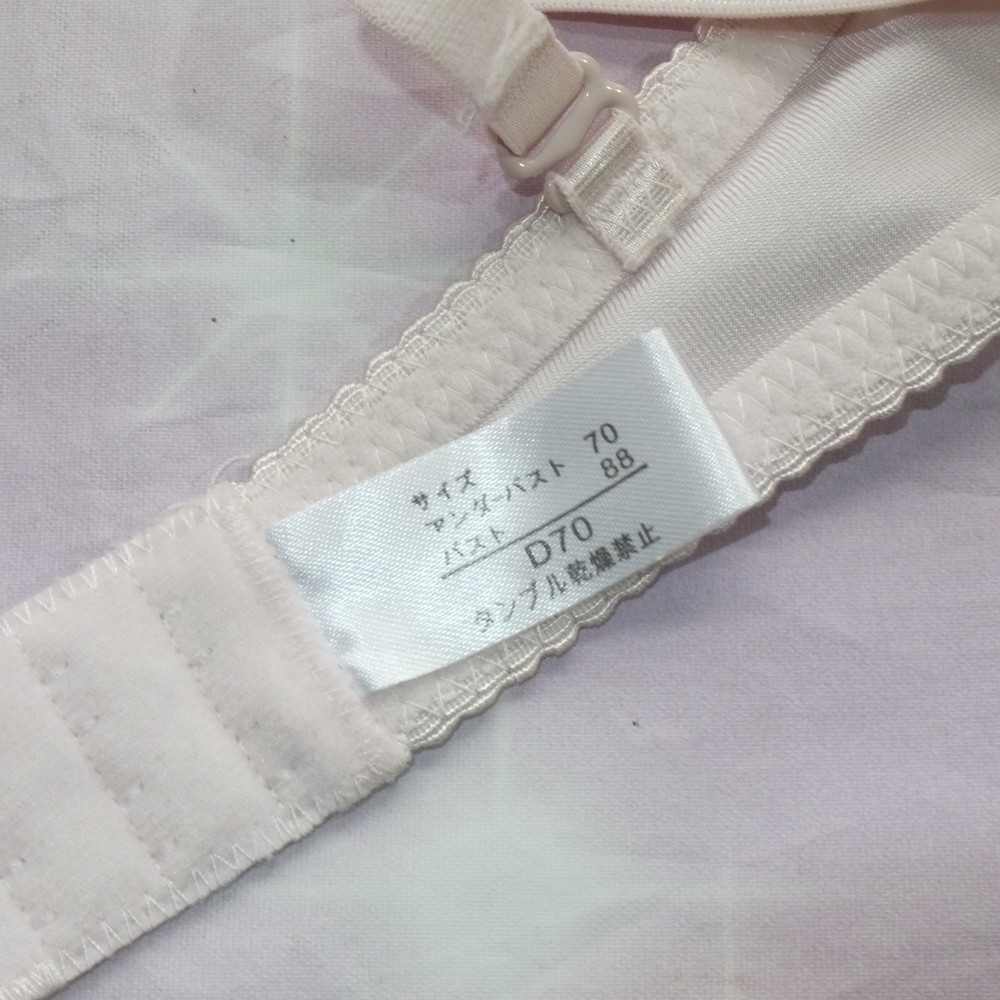 サイズ
アンダーバスト 70
バスト 88
D70
タンブル乾燥禁止